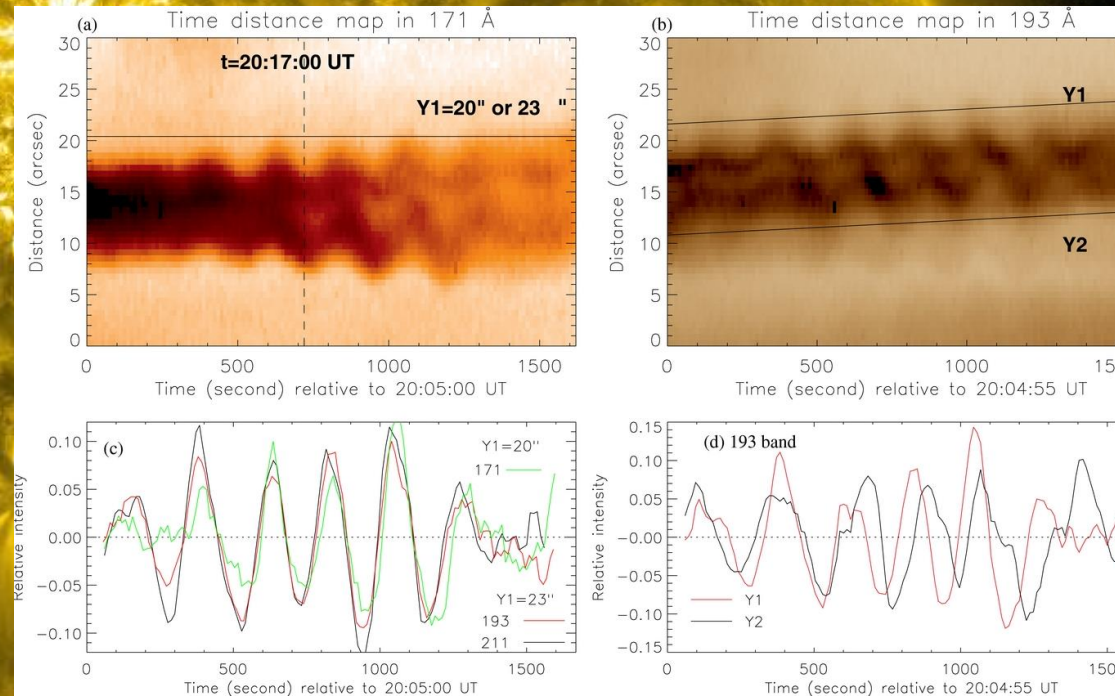 (a) Time distance map in 171 Å
30
25
20
15
10
5
0
Distance (arcsec)
t=20:17:00 UT
Y1=20" or 23 "
0 500 1000 1500
Time (second) relative to 20:05:00 UT
(b) Time distance map in 193 Å
30
25
20
15
10
5
0
Distance (arcsec)
Y1
Y2
0 500 1000
Time (second) relative to 20:04:55 UT
(c)
0.10
0.05
0.00
-0.05
-0.10
Relative intensity
Y1=20"
171
Y1=23"
193
211
0 500 1000 1500
Time (second) relative to 20:05:00 UT
(d) 193 band
0.15
0.10
0.05
-0.00
-0.05
-0.10
-0.15
Relative intensity
Y1
Y2
0 500 1000
Time (second) relative to 20:04:55 UT